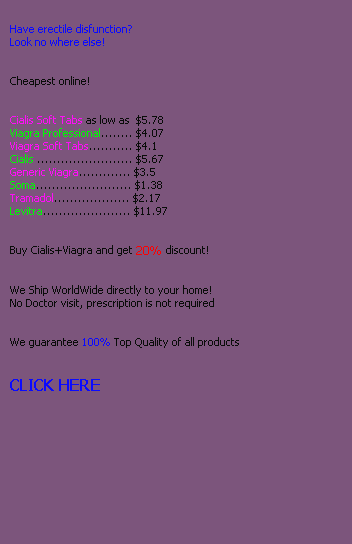 Have erectile disfunction?
Look no where else!
Cheapest online!
Cialis Soft Tabs as low as $5.78
Viagra Professional........ $4.07
Viagra Soft Tabs........... $4.1
Cialis........................ $5.67
Generic Viagra............. $3.5
Soma........................ $1.38
Tramadol................... $2.17
Levitra...................... $11.97
Buy Cialis+Viagra and get 20% discount!
We Ship WorldWide directly to your home!
No Doctor visit, prescription is not required
We guarantee 100% Top Quality of all products
CLICK HERE